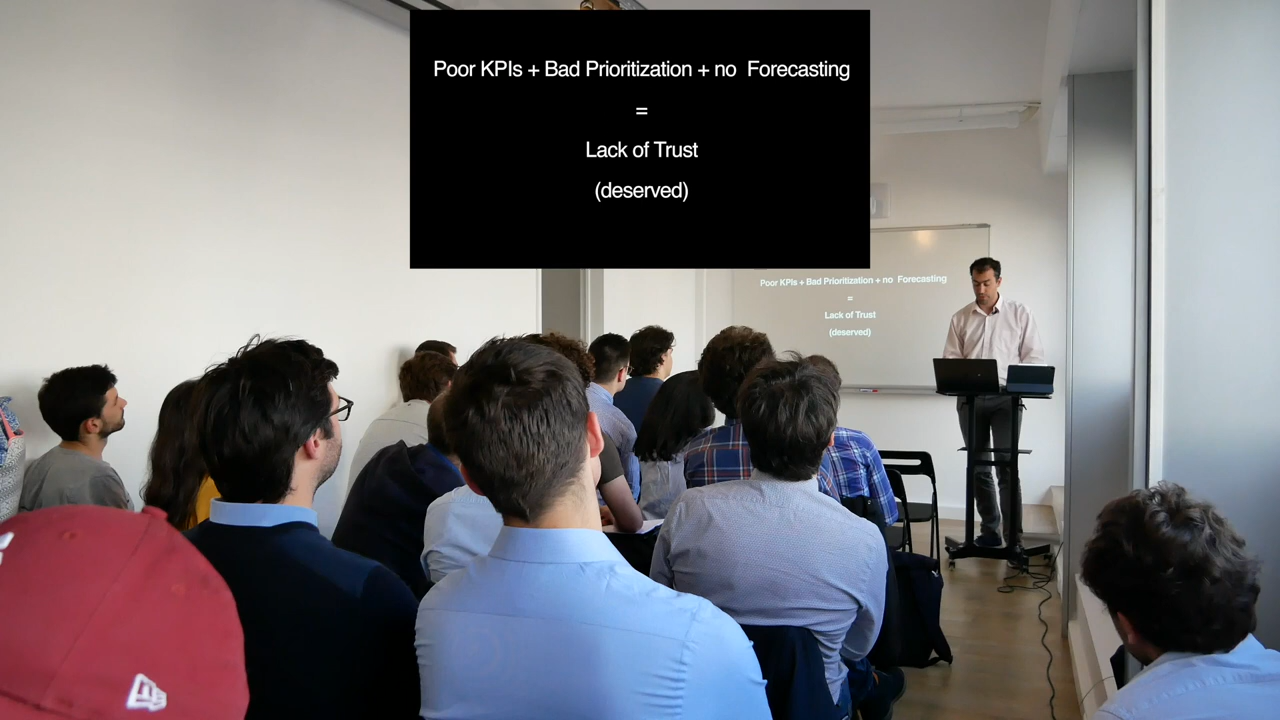 Poor KPIs + Bad Prioritization + no  Forecasting
=
Lack of Trust
(deserved)
Poor KPIs + Bad Prioritization + no  Forecasting
=
Lack of Trust
(deserved)